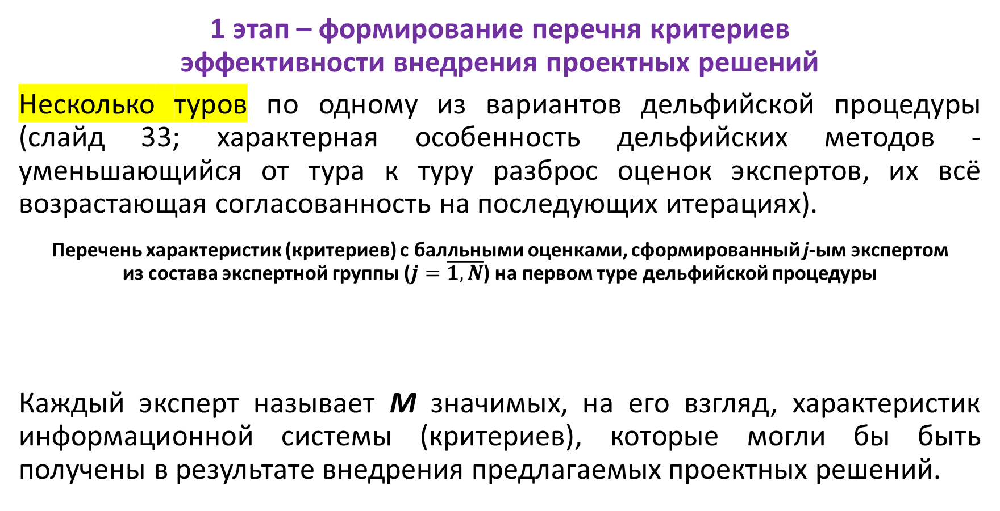 1 этап – формирование перечня критериев
эффективности внедрения проектных решений
Несколько туров по одному из вариантов дельфийской процедуры
(слайд 33; характерная особенность дельфийских методов -
уменьшающийся от тура к туру разброс оценок экспертов, их всё
возрастающая согласованность на последующих итерациях).
Перечень характеристик (критериев) с балльными оценками, сформированный j-ым экспертом
из состава экспертной группы (j = \overline{1, N}) на первом туре дельфийской процедуры
Каждый эксперт называет M значимых, на его взгляд, характеристик
информационной системы (критериев), которые могли бы быть
получены в результате внедрения предлагаемых проектных решений.